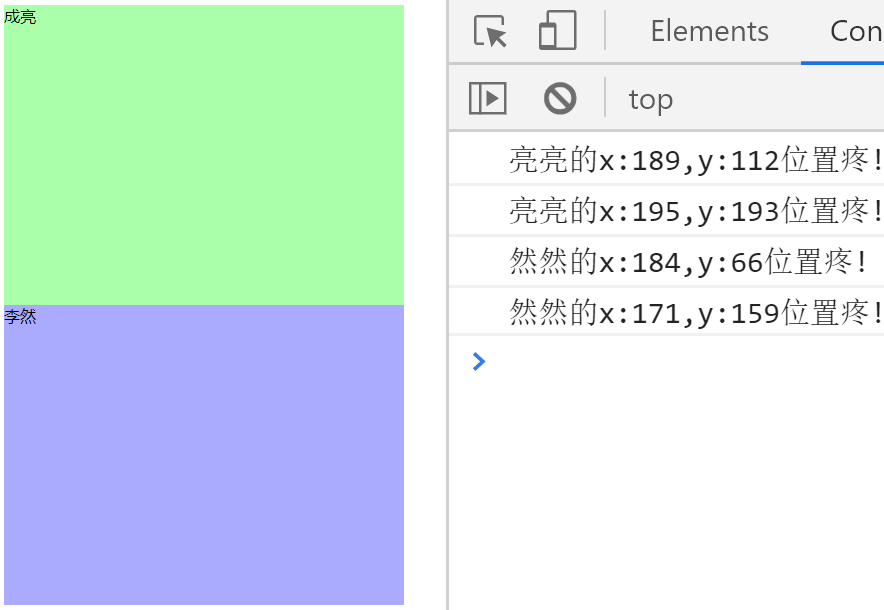 成亮
李然
Elements Con
top
亮亮的x:189,y:112位置疼!
亮亮的x:195,y:193位置疼!
然然的x:184,y:66位置疼!
然然的x:171,y:159位置疼!